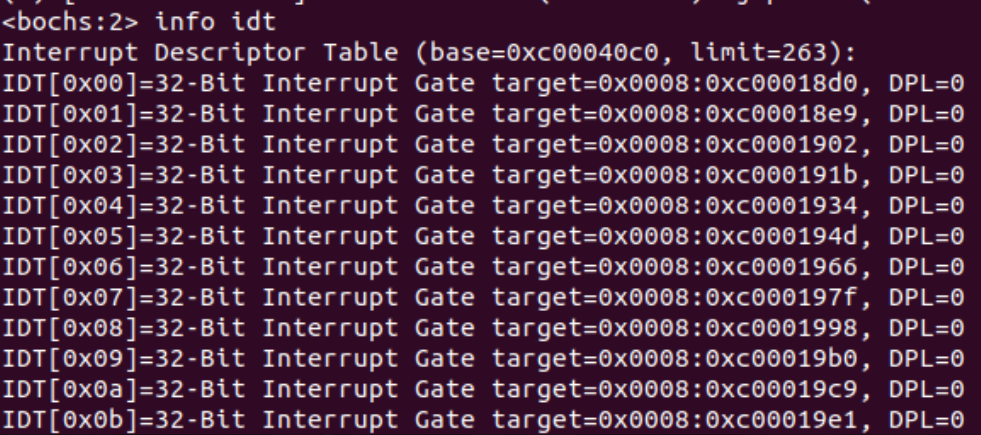 <bochs:2> info idt
Interrupt Descriptor Table (base=0xc00040c0, limit=263):
IDT[0x00]=32-Bit Interrupt Gate target=0x0008:0xc00018d0, DPL=0
IDT[0x01]=32-Bit Interrupt Gate target=0x0008:0xc00018e9, DPL=0
IDT[0x02]=32-Bit Interrupt Gate target=0x0008:0xc0001902, DPL=0
IDT[0x03]=32-Bit Interrupt Gate target=0x0008:0xc000191b, DPL=0
IDT[0x04]=32-Bit Interrupt Gate target=0x0008:0xc0001934, DPL=0
IDT[0x05]=32-Bit Interrupt Gate target=0x0008:0xc000194d, DPL=0
IDT[0x06]=32-Bit Interrupt Gate target=0x0008:0xc0001966, DPL=0
IDT[0x07]=32-Bit Interrupt Gate target=0x0008:0xc000197f, DPL=0
IDT[0x08]=32-Bit Interrupt Gate target=0x0008:0xc0001998, DPL=0
IDT[0x09]=32-Bit Interrupt Gate target=0x0008:0xc00019b0, DPL=0
IDT[0x0a]=32-Bit Interrupt Gate target=0x0008:0xc00019c9, DPL=0
IDT[0x0b]=32-Bit Interrupt Gate target=0x0008:0xc00019e1, DPL=0